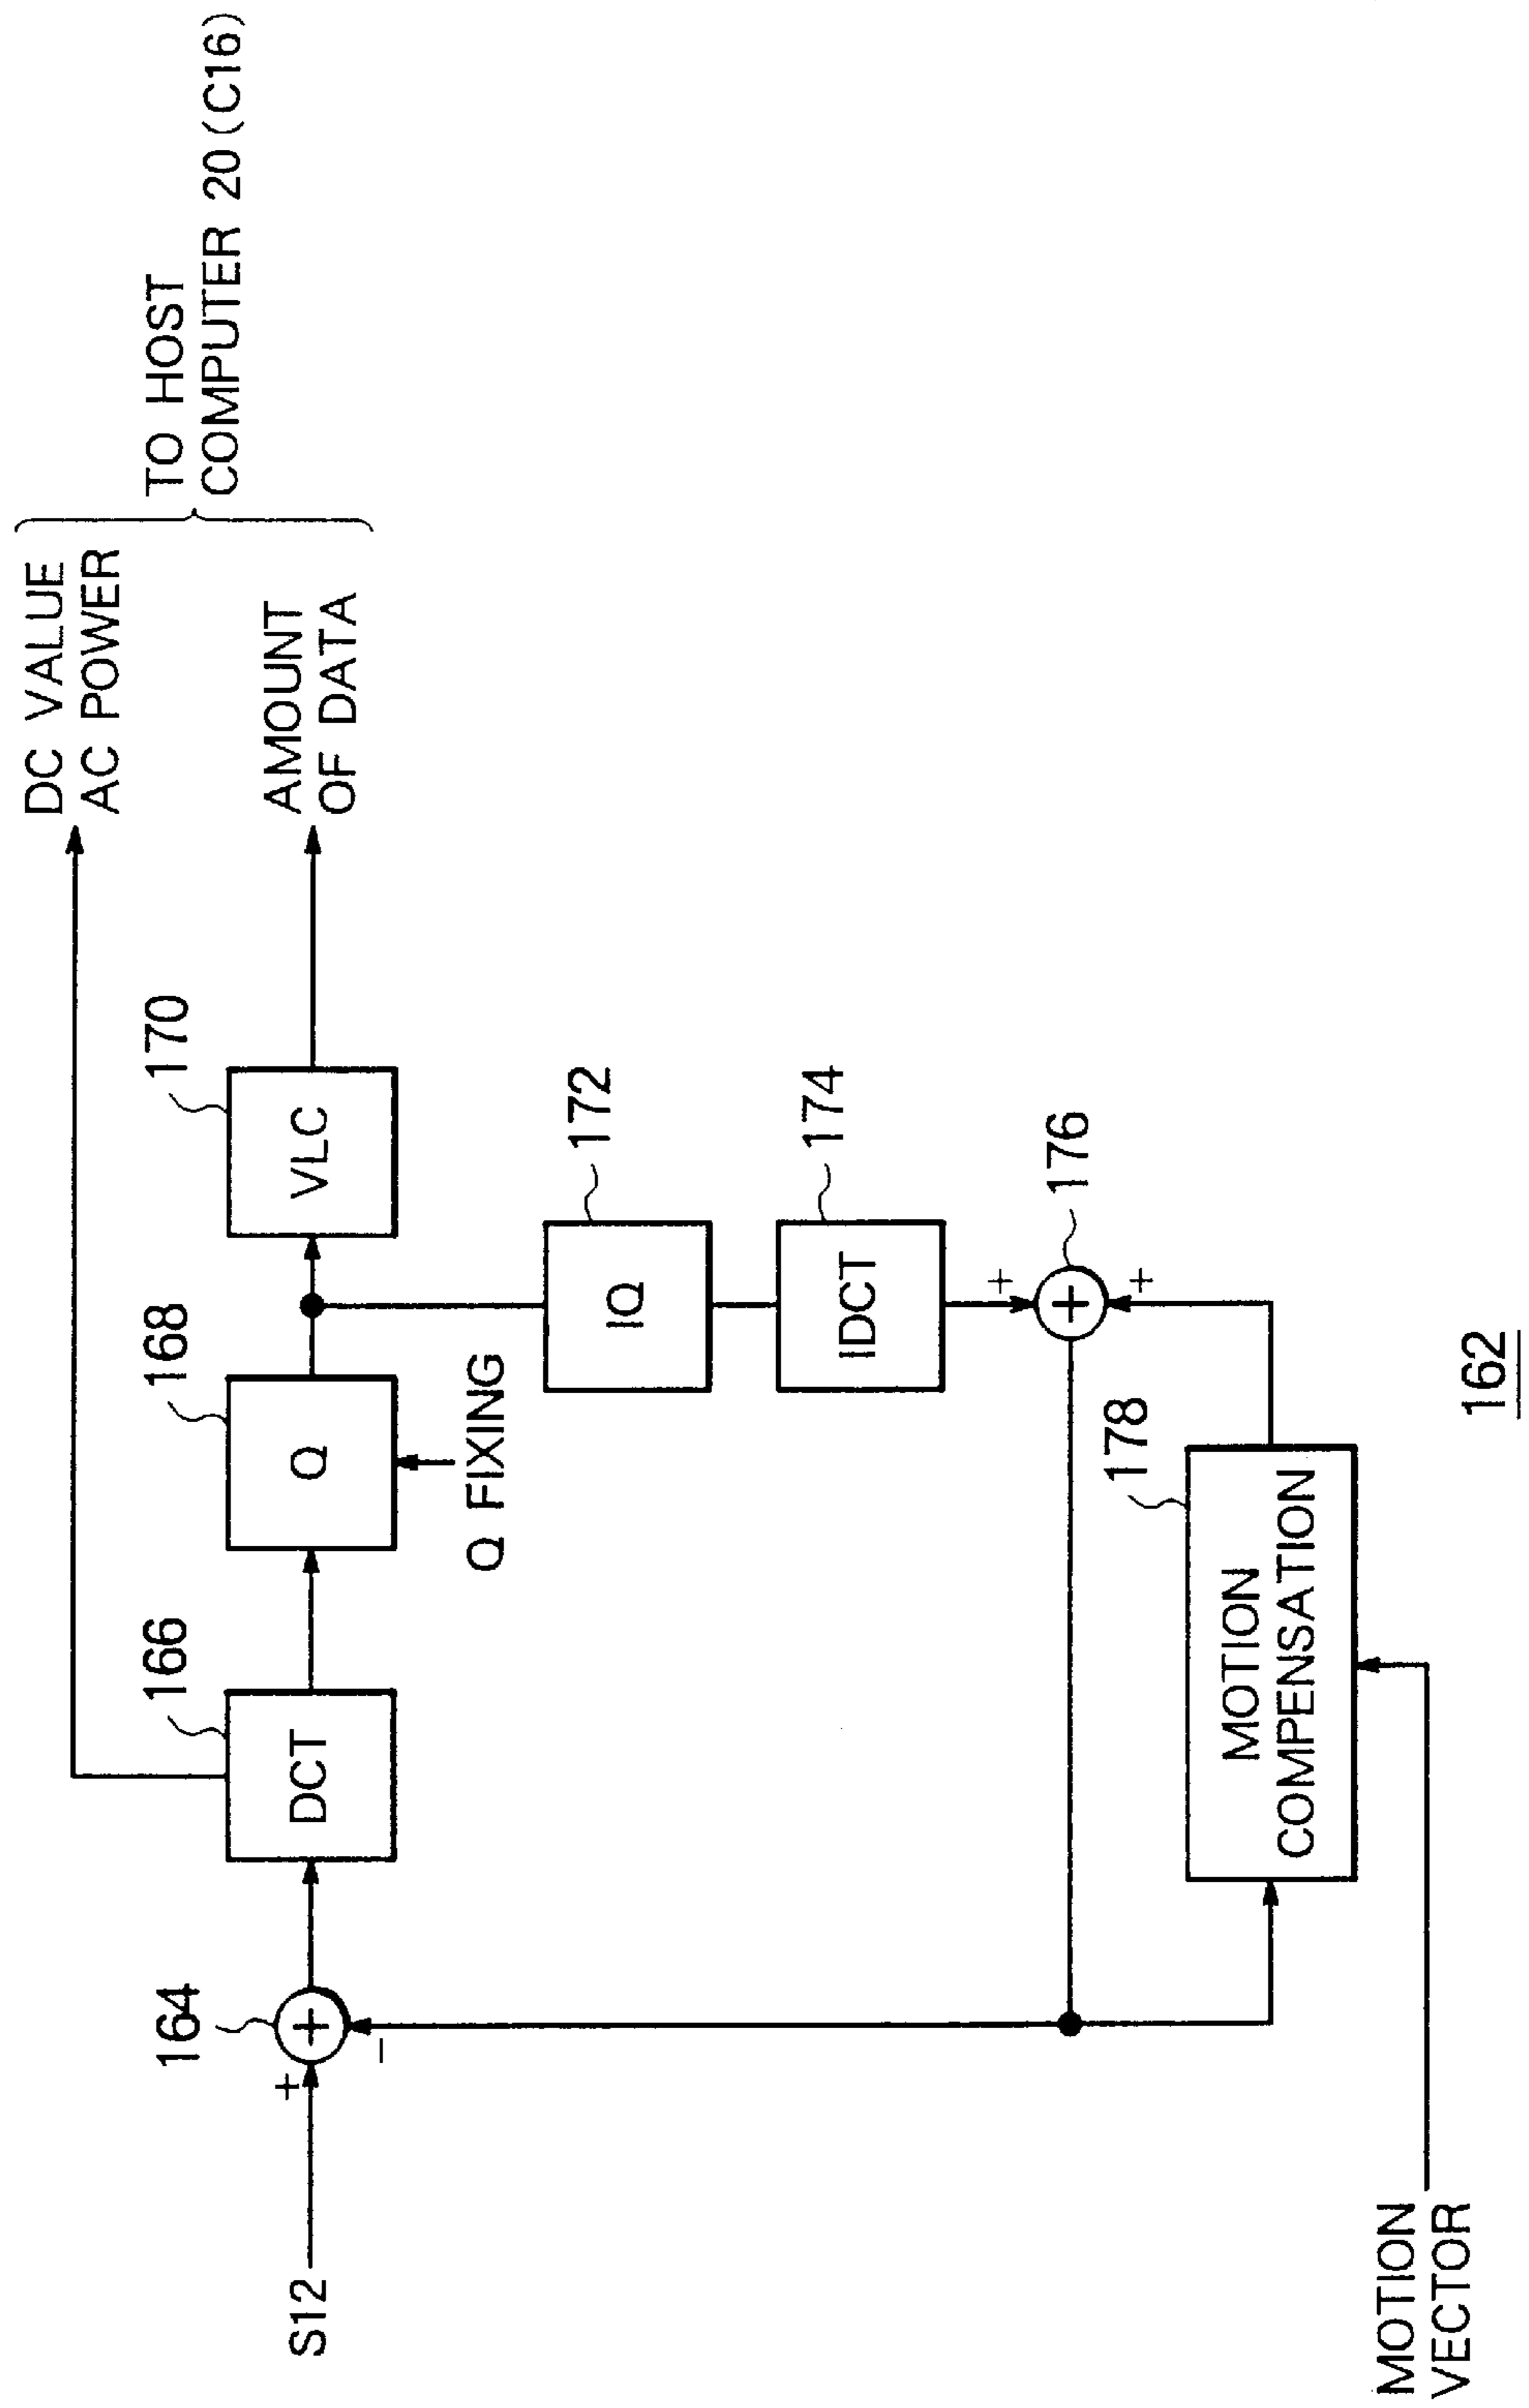 DC VALUE
AC POWER
TO HOST
COMPUTER 20(C16)
AMOUNT
OF DATA
164
166
168
170
S12
+
−
+
DCT
Q
VLC
Q FIXING
172
IQ
174
IDCT
176
+
+
+
178
MOTION
COMPENSATION
MOTION
VECTOR
162